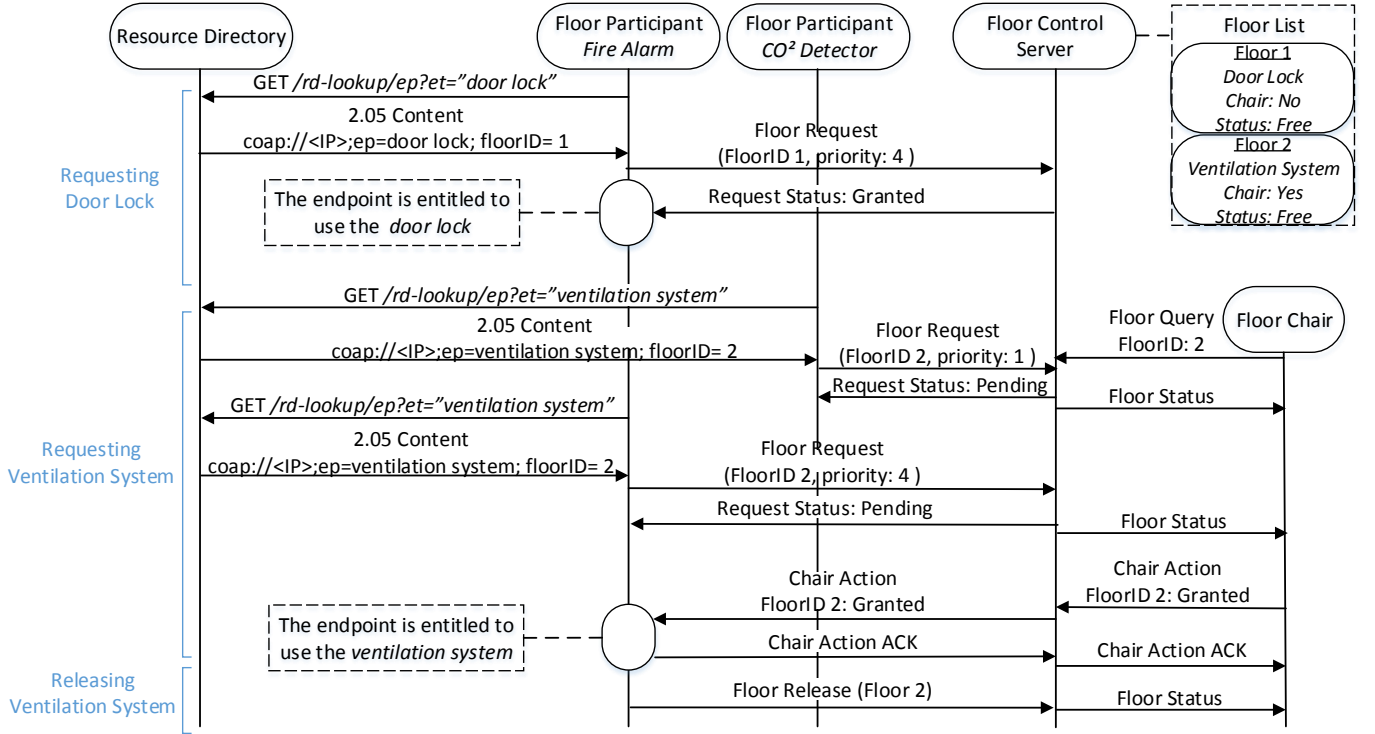 Resource Directory
Floor Participant
Fire Alarm
Floor Participant
CO² Detector
Floor Control
Server
Floor List
Floor 1
Door Lock
Chair: No
Status: Free
Floor 2
Ventilation System
Chair: Yes
Status: Free
GET /rd-lookup/ep?et=”door lock”
2.05 Content
coap://<IP>;ep=door lock; floorID= 1
Floor Request
(FloorID 1, priority: 4 )
Requesting
Door Lock
The endpoint is entitled to
use the door lock
Request Status: Granted
GET /rd-lookup/ep?et=”ventilation system”
2.05 Content
coap://<IP>;ep=ventilation system; floorID= 2
Floor Request
(FloorID 2, priority: 1 )
Floor Query
FloorID: 2
Floor Chair
Request Status: Pending
Floor Status
GET /rd-lookup/ep?et=”ventilation system”
2.05 Content
coap://<IP>;ep=ventilation system; floorID= 2
Requesting
Ventilation System
Floor Request
(FloorID 2, priority: 4 )
Request Status: Pending
Floor Status
Chair Action
FloorID 2: Granted
Chair Action
FloorID 2: Granted
The endpoint is entitled to
use the ventilation system
Chair Action ACK
Chair Action ACK
Releasing
Ventilation System
Floor Release (Floor 2)
Floor Status